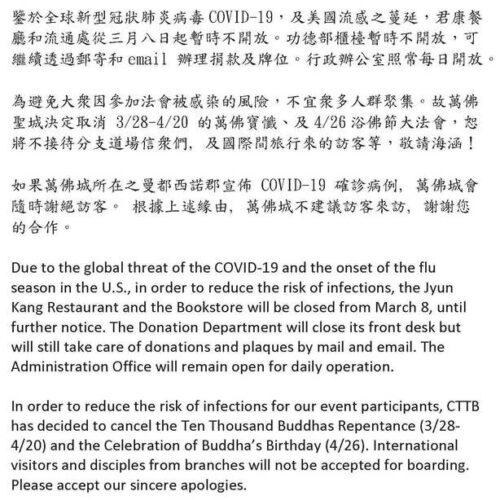 鑒於全球新型冠狀肺炎病毒 COVID-19，及美國流感之蔓延，君康餐
廳和流通處從三月八日起暫時不開放。功德部櫃檯暫時不開放，可
繼續透過郵寄和 email 辦理捐款及牌位。行政辦公室照常每日開放。
為避免大衆因參加法會被感染的風險，不宜衆多人群聚集。故萬佛
聖城決定取消 3/28-4/20 的萬佛寶懺、及 4/26 浴佛節大法會，恕
將不接待分支道場信衆們, 及國際間旅行來的訪客等，敬請海涵！
如果萬佛城所在之曼都西諾郡宣佈 COVID-19 確診病例, 萬佛城會
隨時謝絕訪客。 根據上述緣由, 萬佛城不建議訪客來訪, 謝謝您
的合作。
Due to the global threat of the COVID-19 and the onset of the flu
season in the U.S., in order to reduce the risk of infections, the Jyun
Kang Restaurant and the Bookstore will be closed from March 8, until
further notice. The Donation Department will close its front desk but
will still take care of donations and plaques by mail and email. The
Administration Office will remain open for daily operation.
In order to reduce the risk of infections for our event participants, CTTB
has decided to cancel the Ten Thousand Buddhas Repentance (3/28-
4/20) and the Celebration of Buddha’s Birthday (4/26). International
visitors and disciples from branches will not be accepted for boarding.
Please accept our sincere apologies.